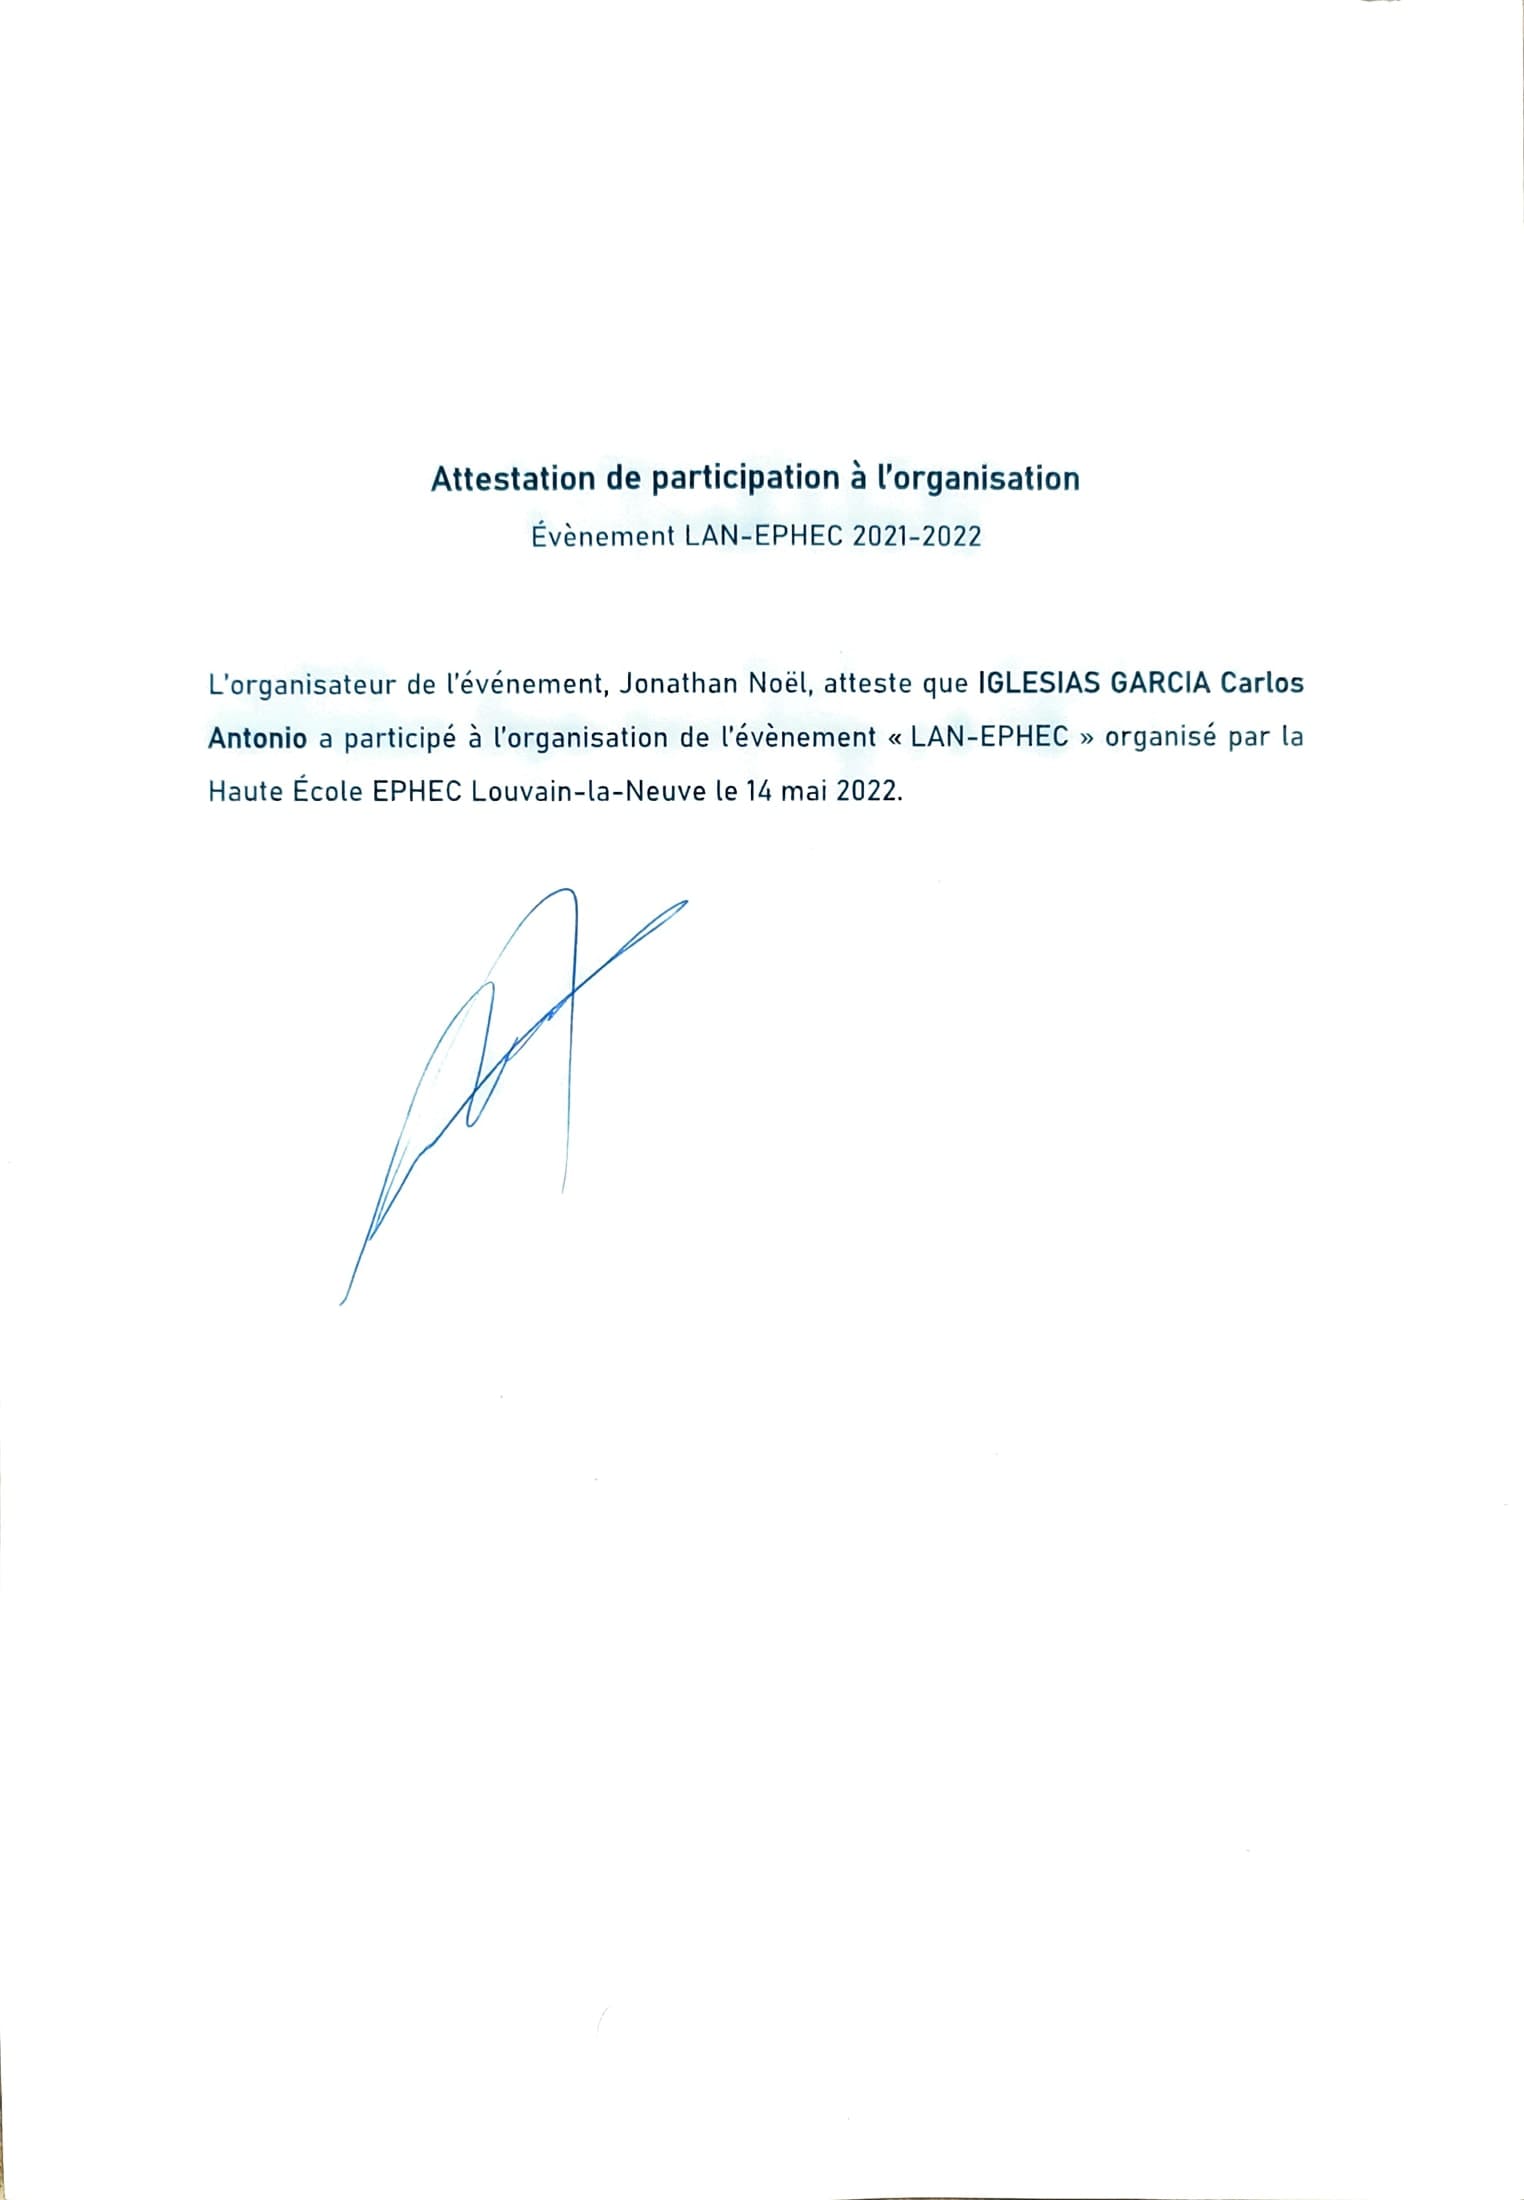 Attestation de participation à l'organisation
Évènement LAN-EPHEC 2021-2022
L'organisateur de l'événement, Jonathan Noël, atteste que IGLESIAS GARCIA Carlos
Antonio a participé à l'organisation de l'évènement « LAN-EPHEC » organisé par la
Haute École EPHEC Louvain-la-Neuve le 14 mai 2022.